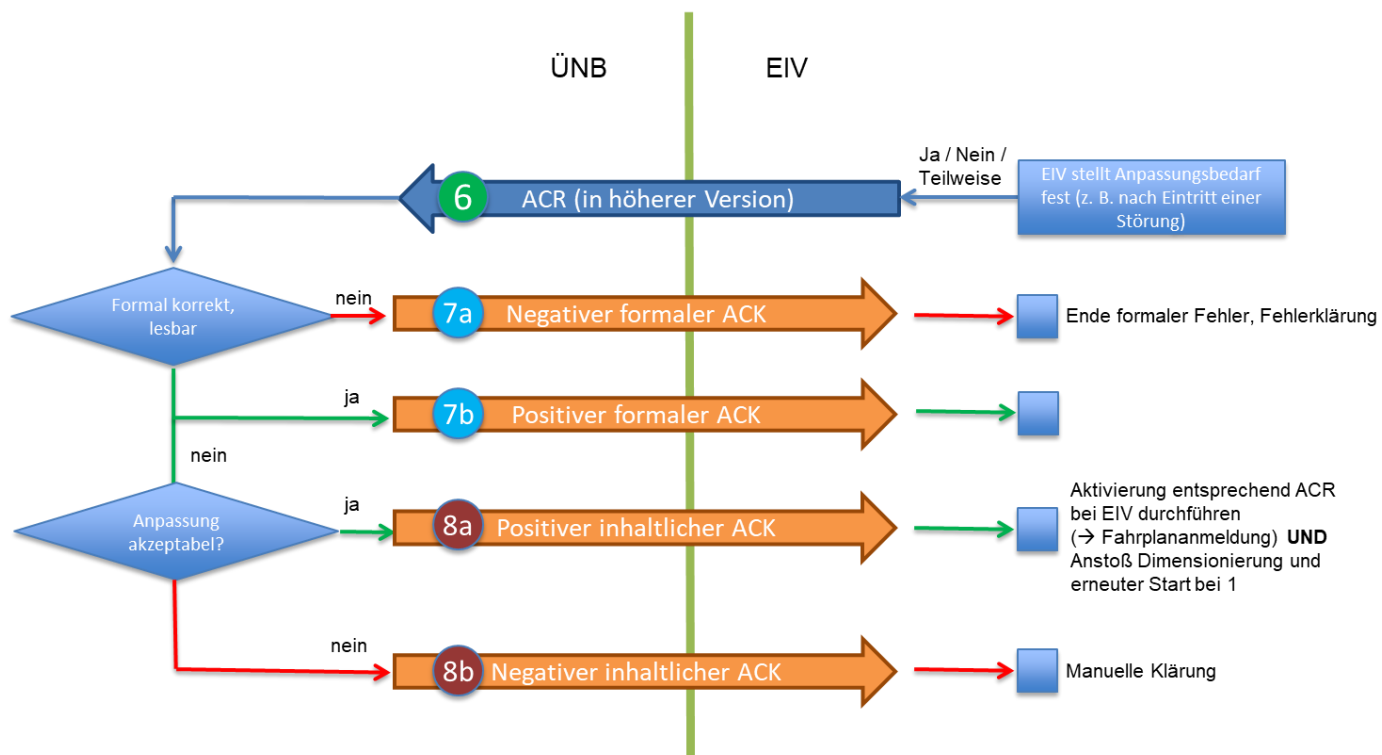 ÜNB
EIV
Ja / Nein /
Teilweise
EIV stellt Anpassungsbedarf
fest (z. B. nach Eintritt einer
Störung)
6
ACR (in höherer Version)
Formal korrekt,
lesbar
nein
7a
Negativer formaler ACK
Ende formaler Fehler, Fehlerklärung
ja
7b
Positiver formaler ACK
nein
Anpassung
akzeptabel?
ja
8a
Positiver inhaltlicher ACK
Aktivierung entsprechend ACR
bei EIV durchführen
(→ Fahrplananmeldung) UND
Anstoß Dimensionierung und
erneuter Start bei 1
nein
8b
Negativer inhaltlicher ACK
Manuelle Klärung